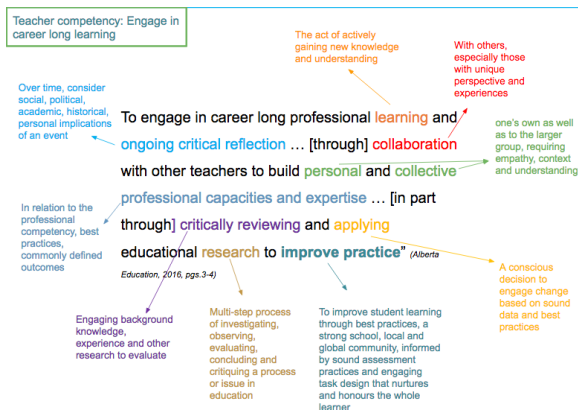 Teacher competency: Engage in
career long learning
The act of actively
gaining new knowledge
and understanding
With others,
especially those
with unique
perspective and
experiences
Over time, consider
social, political,
academic, historical,
personal implications
of an event
To engage in career long professional learning and
ongoing critical reflection … [through] collaboration
with other teachers to build personal and collective
professional capacities and expertise … [in part
through] critically reviewing and applying
educational research to improve practice” (Alberta
Education, 2016, pgs.3-4)
one's own as well
as to the larger
group, requiring
empathy, context
and understanding
In relation to the
professional
competency, best
practices,
commonly defined
outcomes
A conscious
decision to
engage change
based on sound
data and best
practices
Engaging background
knowledge,
experience and other
research to evaluate
Multi-step process
of investigating,
observing,
evaluating,
concluding and
critiquing a process
or issue in
education
To improve student learning
through best practices, a
strong school, local and
global community, informed
by sound assessment
practices and engaging
task design that nurtures
and honours the whole
learner